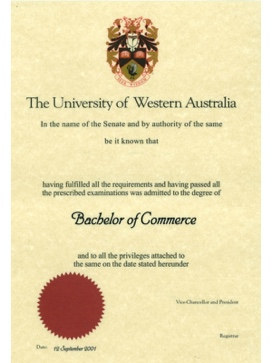 The University of Western Australia
In the name of the Senate and by authority of the same
be it known that
having fulfilled all the requirements and having passed all
the prescribed examinations was admitted to the degree of
Bachelor of Commerce
and to all the privileges attached to
the same on the date stated hereunder
Vice-Chancellor and President
Registrar
Date: 12 September 2001